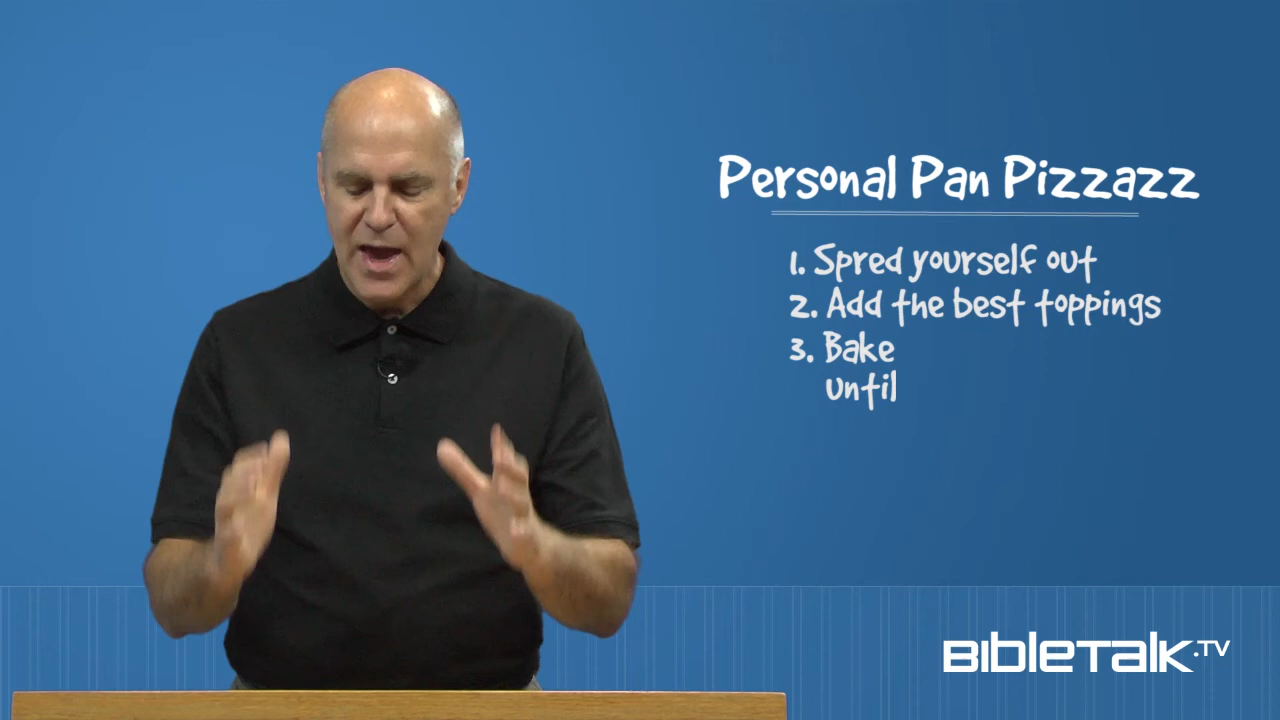 Personal Pan Pizzazz
1. Spred yourself out
2. Add the best toppings
3. Bake
until
BIBLETALK.TV